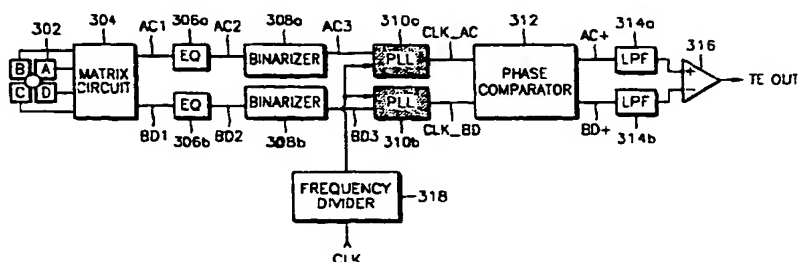 302 304 AC1 306a AC2 308a AC3 310a CLK_AC 312 AC+ 314a 316
B A
C D
MATRIX
CIRCUIT
EQ
BINARIZER
PLL
PHASE
COMPARATOR
LPF
+
−
TE OUT
EQ
BINARIZER
PLL
LPF
BD1 306b BD2 308b BD3 310b CLK_BD BD+ 314b
FREQUENCY
DIVIDER
318
CLK